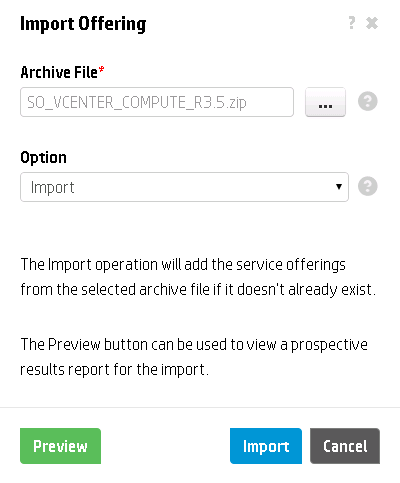 Import Offering ? ✖
Archive File*
SO_VCENTER_COMPUTE_R3.5.zip ... ?
Option
Import ?
The Import operation will add the service offerings
from the selected archive file if it doesn't already exist.
The Preview button can be used to view a prospective
results report for the import.
Preview Import Cancel